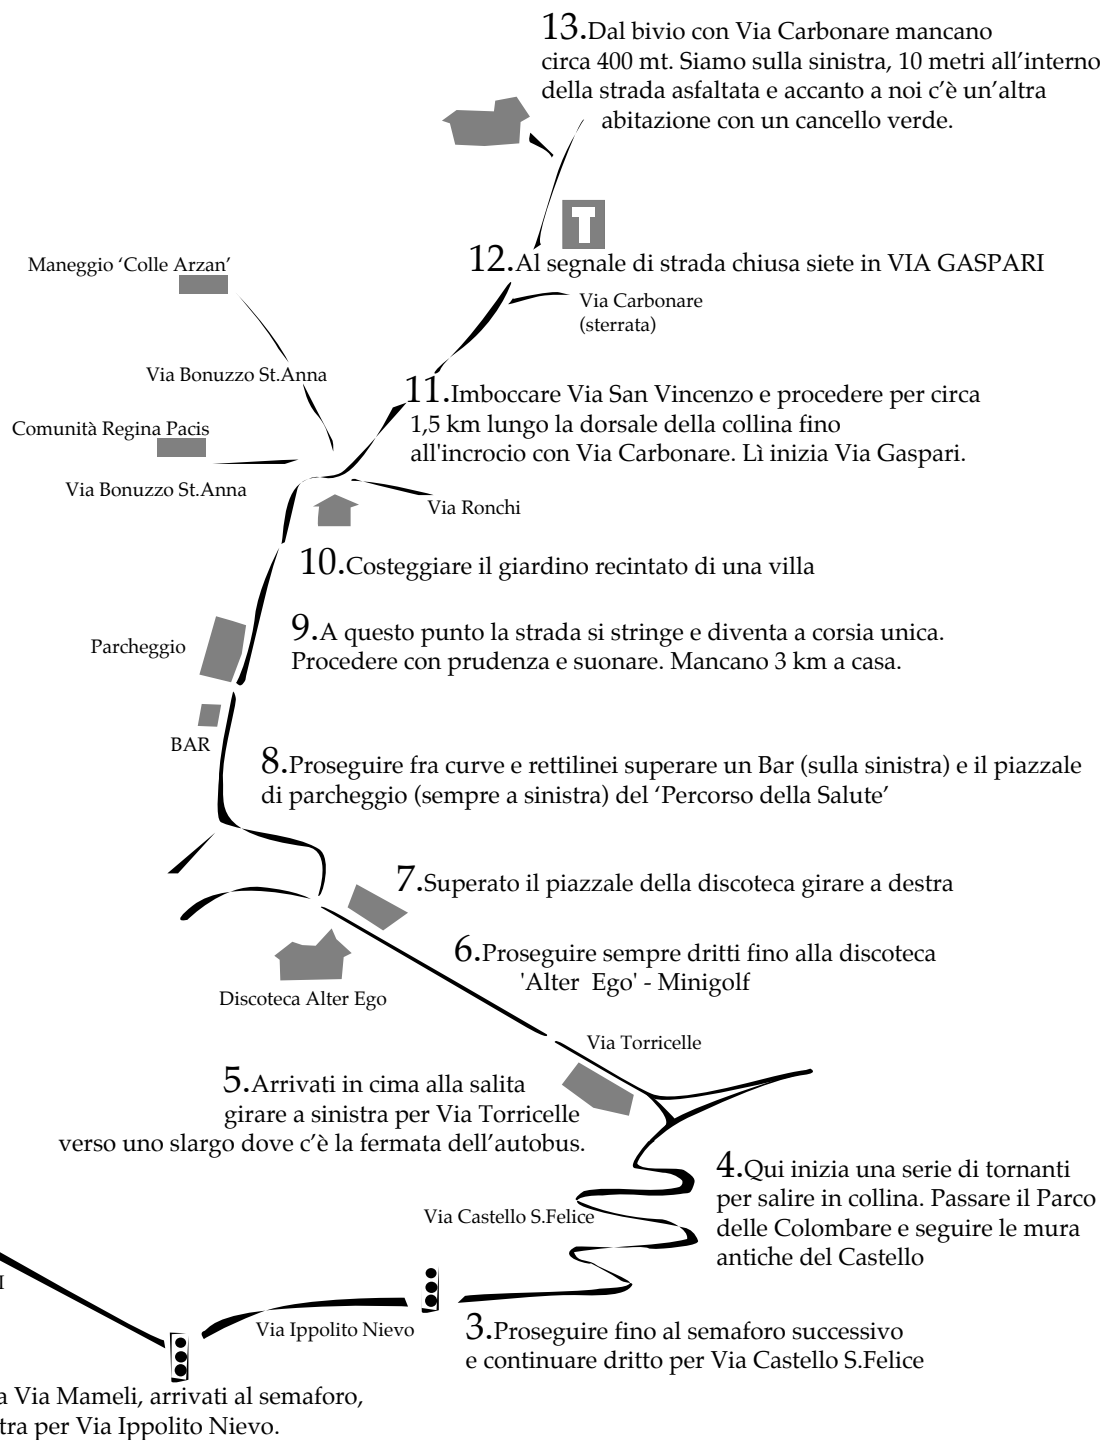 13.Dal bivio con Via Carbonare mancano
circa 400 mt. Siamo sulla sinistra, 10 metri all'interno
della strada asfaltata e accanto a noi c'è un'altra
abitazione con un cancello verde.
T
12.Al segnale di strada chiusa siete in VIA GASPARI
Maneggio 'Colle Arzan'
Via Carbonare
(sterrata)
Via Bonuzzo St.Anna
11.Imboccare Via San Vincenzo e procedere per circa
1,5 km lungo la dorsale della collina fino
all'incrocio con Via Carbonare. Lì inizia Via Gaspari.
Comunità Regina Pacis
Via Bonuzzo St.Anna
Via Ronchi
10.Costeggiare il giardino recintato di una villa
9.A questo punto la strada si stringe e diventa a corsia unica.
Procedere con prudenza e suonare. Mancano 3 km a casa.
Parcheggio
BAR
8.Proseguire fra curve e rettilinei superare un Bar (sulla sinistra) e il piazzale
di parcheggio (sempre a sinistra) del 'Percorso della Salute'
7.Superato il piazzale della discoteca girare a destra
6.Proseguire sempre dritti fino alla discoteca
'Alter Ego' - Minigolf
Discoteca Alter Ego
Via Torricelle
5.Arrivati in cima alla salita
girare a sinistra per Via Torricelle
verso uno slargo dove c'è la fermata dell'autobus.
4.Qui inizia una serie di tornanti
per salire in collina. Passare il Parco
delle Colombare e seguire le mura
antiche del Castello
Via Castello S.Felice
Via Ippolito Nievo
3.Proseguire fino al semaforo successivo
e continuare dritto per Via Castello S.Felice
a Via Mameli, arrivati al semaforo,
tra per Via Ippolito Nievo.